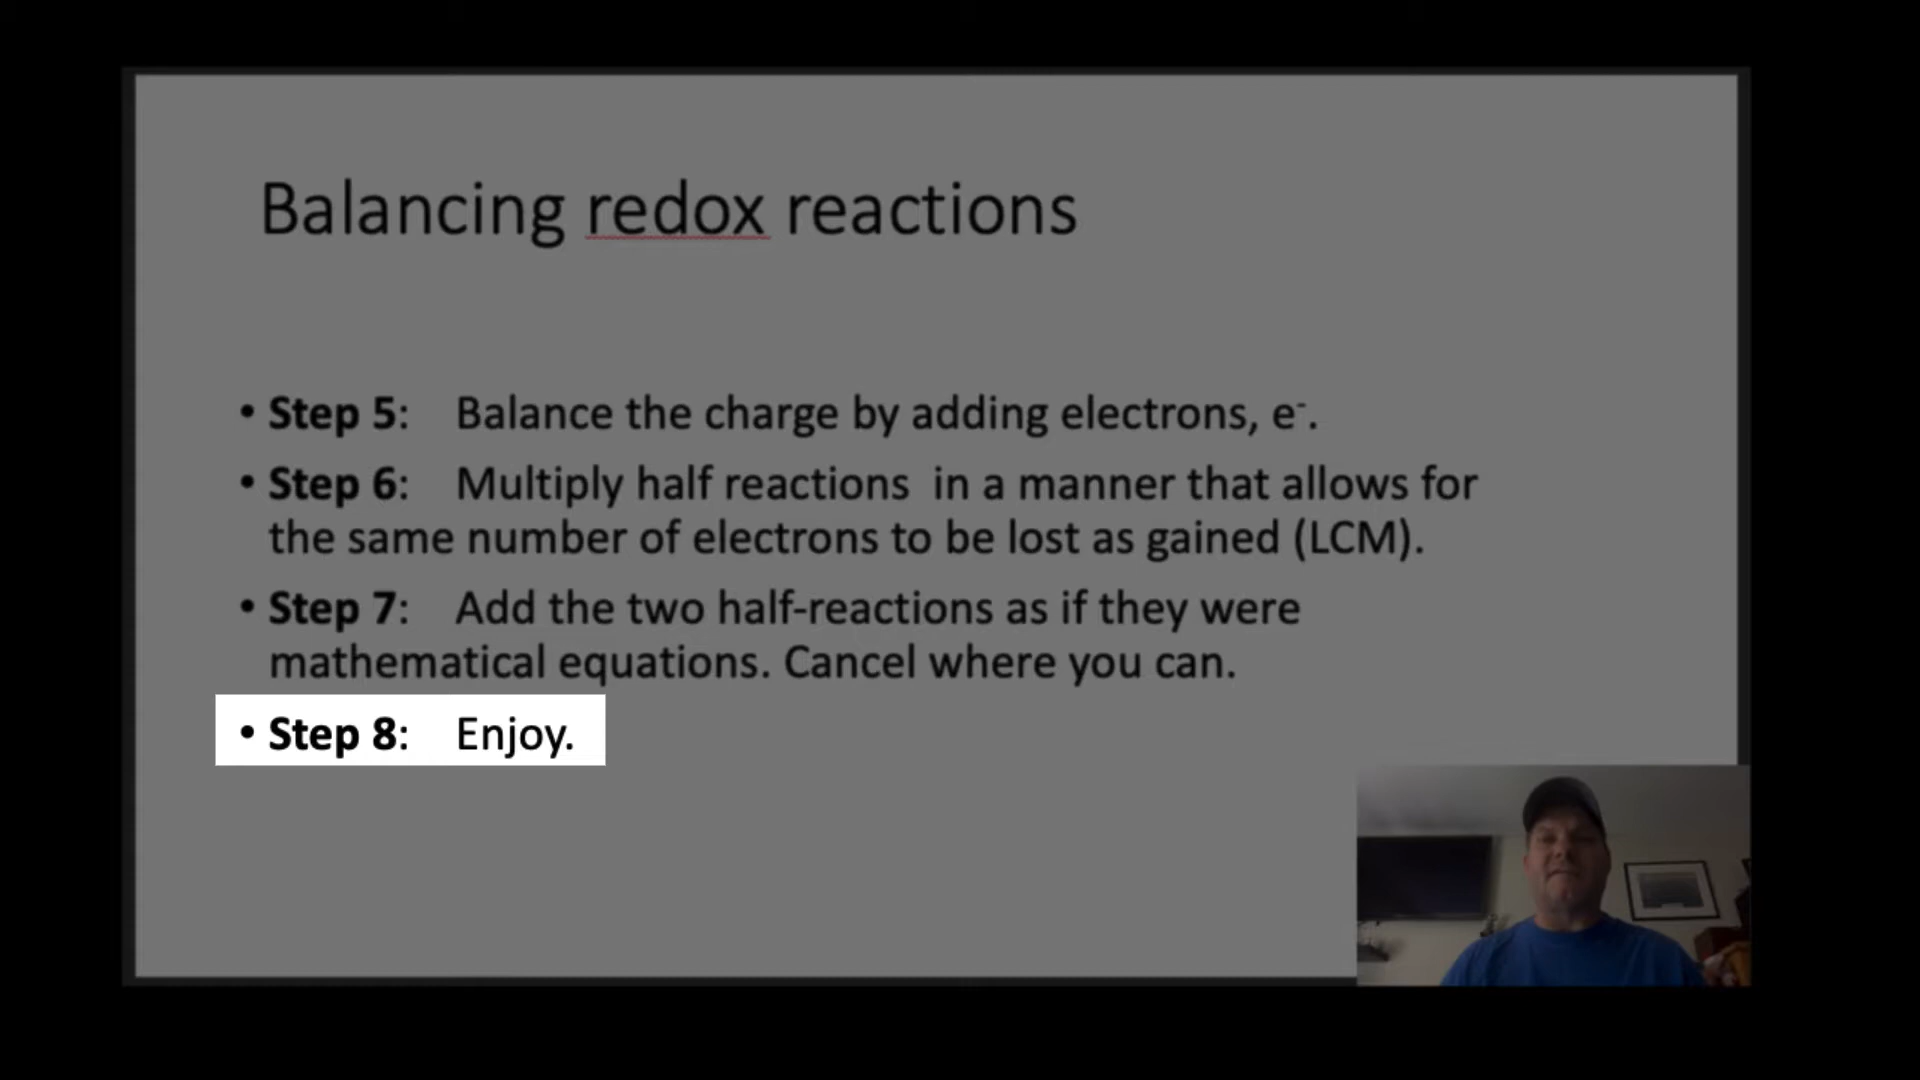 Balancing redox reactions
• Step 5: Balance the charge by adding electrons, e⁻.
• Step 6: Multiply half reactions in a manner that allows for
the same number of electrons to be lost as gained (LCM).
• Step 7: Add the two half-reactions as if they were
mathematical equations. Cancel where you can.
• Step 8: Enjoy.